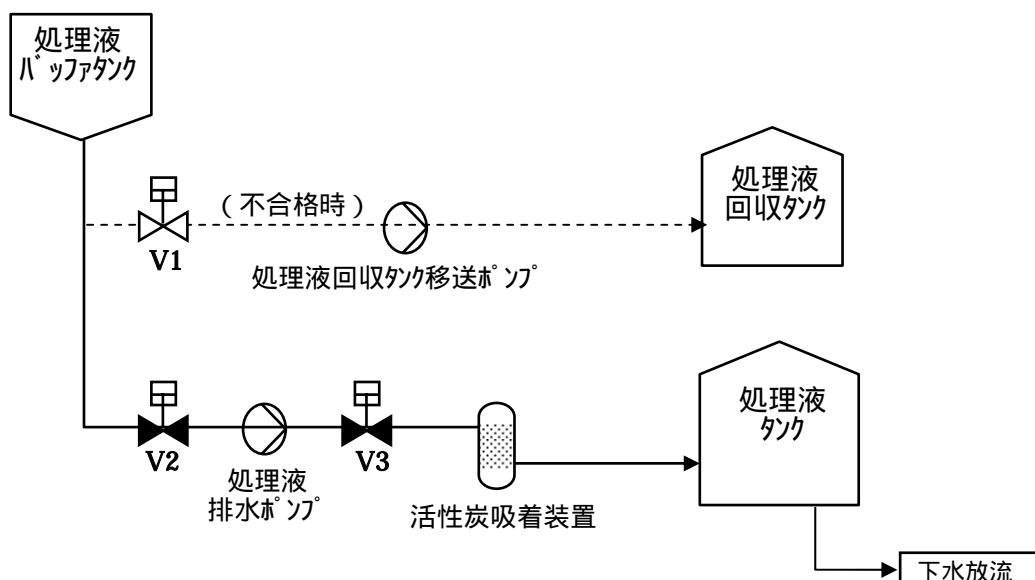 処理液
ﾊﾞｯﾌｧﾀﾝｸ
(不合格時)
V1
処理液回収ﾀﾝｸ移送ﾎﾟﾝﾌﾟ
処理液
回収ﾀﾝｸ
V2
処理液
排水ﾎﾟﾝﾌﾟ
V3
活性炭吸着装置
処理液
ﾀﾝｸ
下水放流